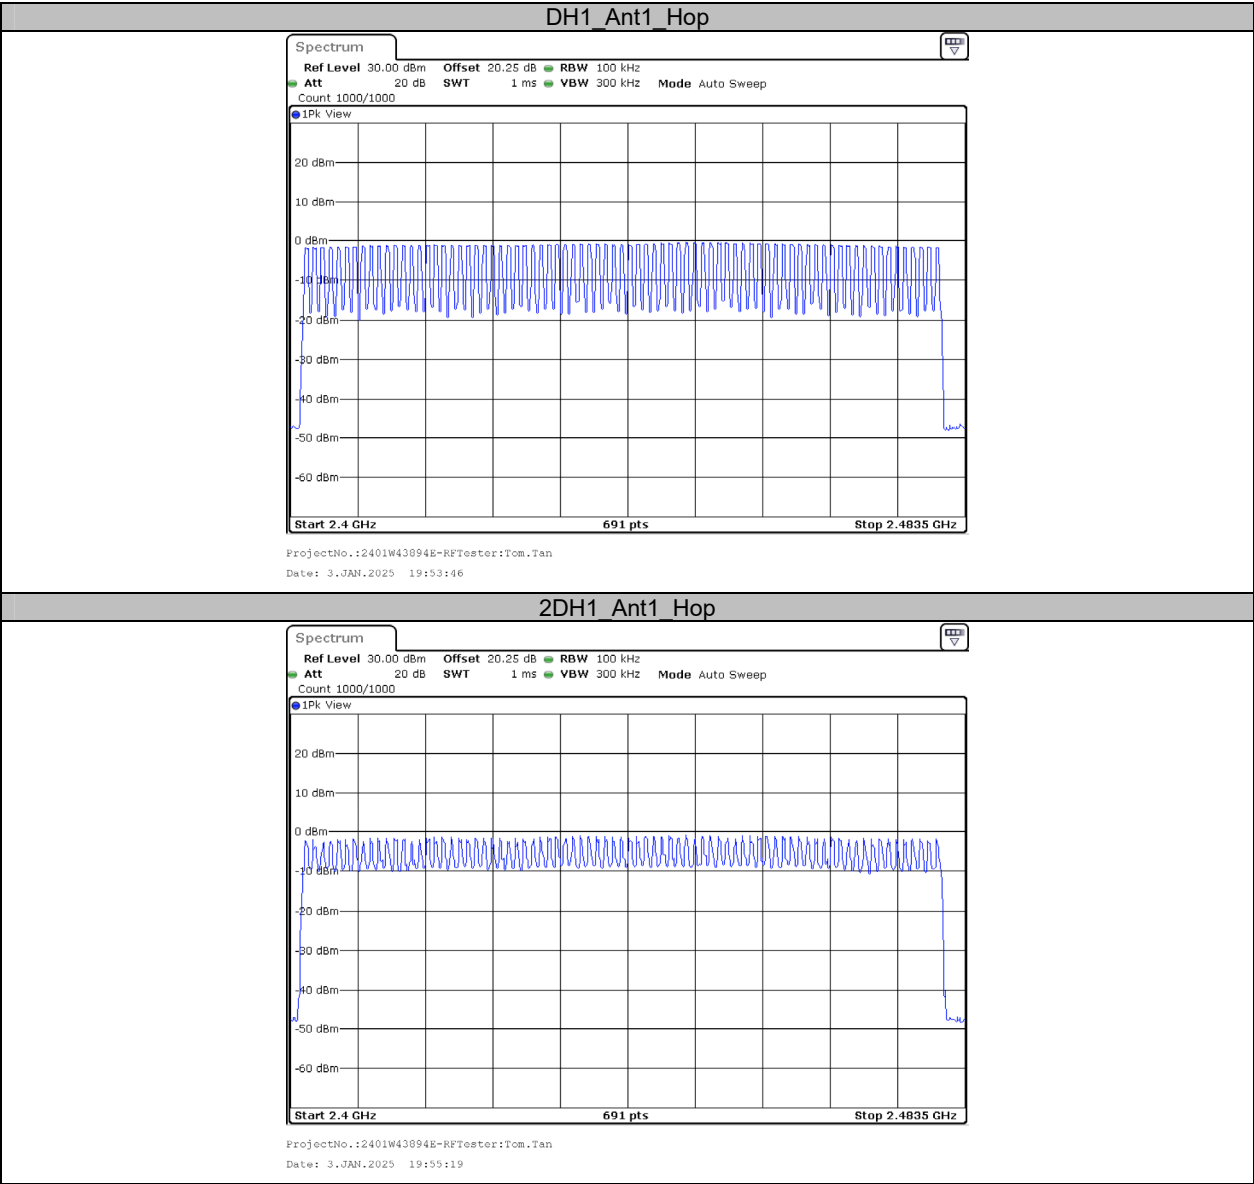 DH1_Ant1_Hop
Spectrum
Ref Level 30.00 dBm Offset 20.25 dB RBW 100 kHz
Att 20 dB SWT 1 ms VBW 300 kHz Mode Auto Sweep
Count 1000/1000
1Pk View
20 dBm
10 dBm
0 dBm
-10 dBm
-20 dBm
-30 dBm
-40 dBm
-50 dBm
-60 dBm
Start 2.4 GHz 691 pts Stop 2.4835 GHz
ProjectNo.:2401W43894E-RFTester:Tom.Tan
Date: 3.JAN.2025 19:53:46
2DH1_Ant1_Hop
Spectrum
Ref Level 30.00 dBm Offset 20.25 dB RBW 100 kHz
Att 20 dB SWT 1 ms VBW 300 kHz Mode Auto Sweep
Count 1000/1000
1Pk View
20 dBm
10 dBm
0 dBm
-10 dBm
-20 dBm
-30 dBm
-40 dBm
-50 dBm
-60 dBm
Start 2.4 GHz 691 pts Stop 2.4835 GHz
ProjectNo.:2401W43894E-RFTester:Tom.Tan
Date: 3.JAN.2025 19:55:19